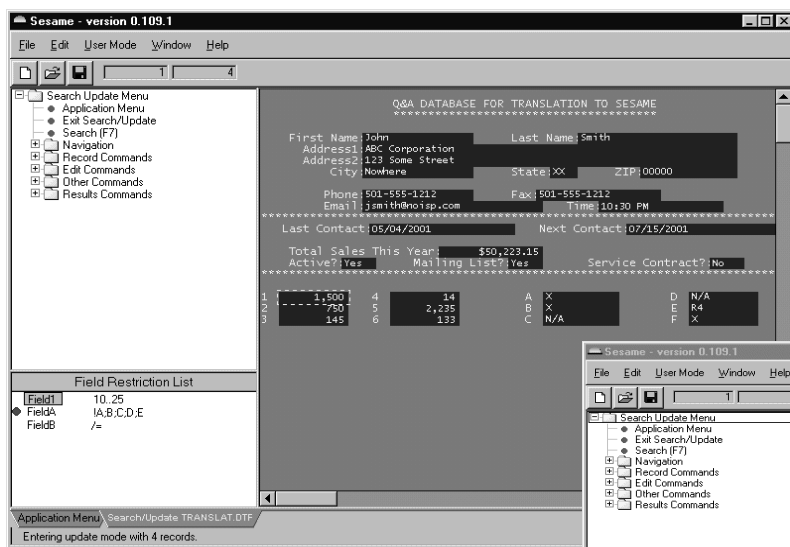 Sesame - version 0.109.1
File Edit User Mode Window Help
1 4
Search Update Menu
Application Menu
Exit Search/Update
Search (F7)
Navigation
Record Commands
Edit Commands
Other Commands
Results Commands
Q&A DATABASE FOR TRANSLATION TO SESAME
*************************************
First Name John Last Name Smith
Address1 ABC Corporation
Address2 123 Some Street
City Nowhere State XX ZIP 00000
Phone 501-555-1212 Fax 501-555-1212
Email jsmith@noisp.com Time 10:30 PM
Last Contact 05/04/2001 Next Contact 07/15/2001
Total Sales This Year $50,223.15
Active? Yes Mailing List? Yes Service Contract? No
1 1,500 4 14 A X D N/A
2 750 5 2,235 B X E R4
3 145 6 133 C N/A F X
Field Restriction List
Field1 10..25
FieldA !A;B;C;D;E
FieldB /=
Application Menu Search/Update TRANSLAT.DTF
Entering update mode with 4 records.
Sesame - version 0.109.1
File Edit User Mode Window Help
1
Search Update Menu
Application Menu
Exit Search/Update
Search (F7)
Navigation
Record Commands
Edit Commands
Other Commands
Results Commands